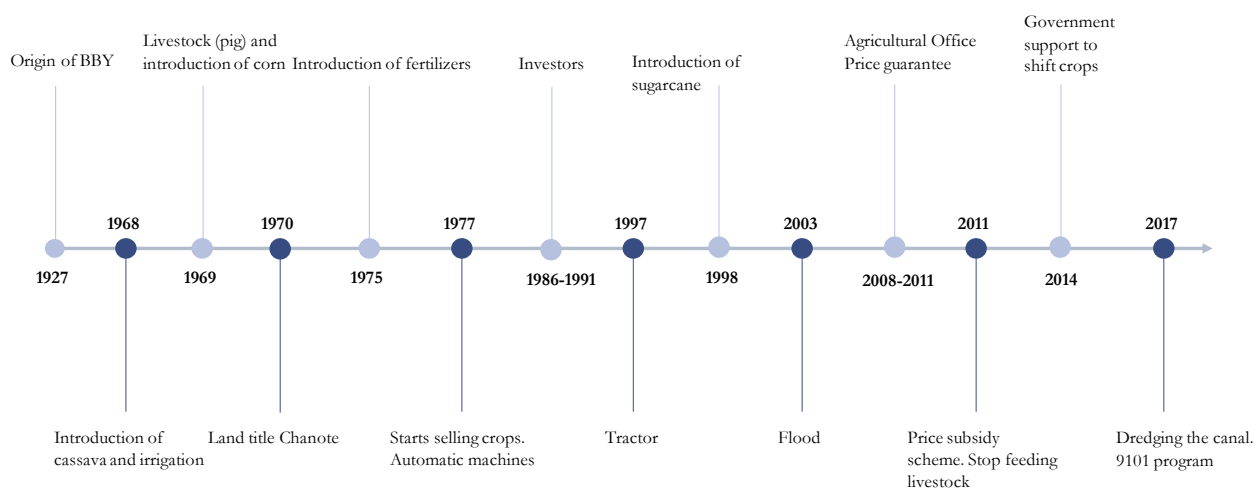 Origin of BBY
Livestock (pig) and
introduction of corn
Introduction of fertilizers
Investors
Introduction of
sugarcane
Agricultural Office
Price guarantee
Government
support to
shift crops
1968
1970
1977
1997
2003
2011
2017
1927
1969
1975
1986-1991
1998
2008-2011
2014
Introduction of
cassava and irrigation
Land title Chanote
Starts selling crops.
Automatic machines
Tractor
Flood
Price subsidy
scheme. Stop feeding
livestock
Dredging the canal.
9101 program